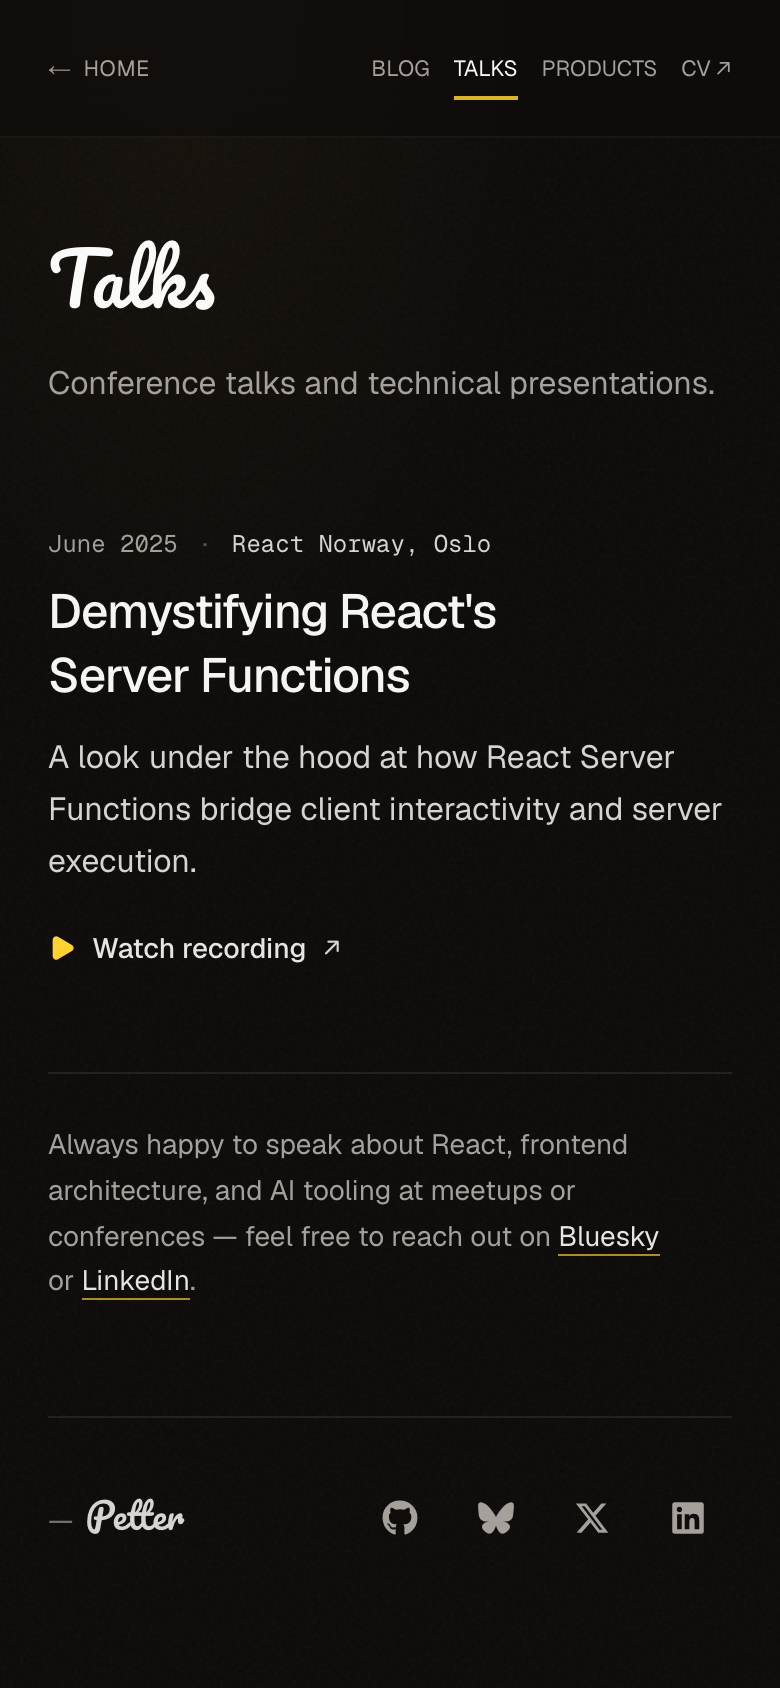 ← HOME BLOG TALKS PRODUCTS CV ↗
Talks
Conference talks and technical presentations.
June 2025 · React Norway, Oslo
Demystifying React's
Server Functions
A look under the hood at how React Server
Functions bridge client interactivity and server
execution.
Watch recording ↗
Always happy to speak about React, frontend
architecture, and AI tooling at meetups or
conferences — feel free to reach out on Bluesky
or LinkedIn.
— Petter